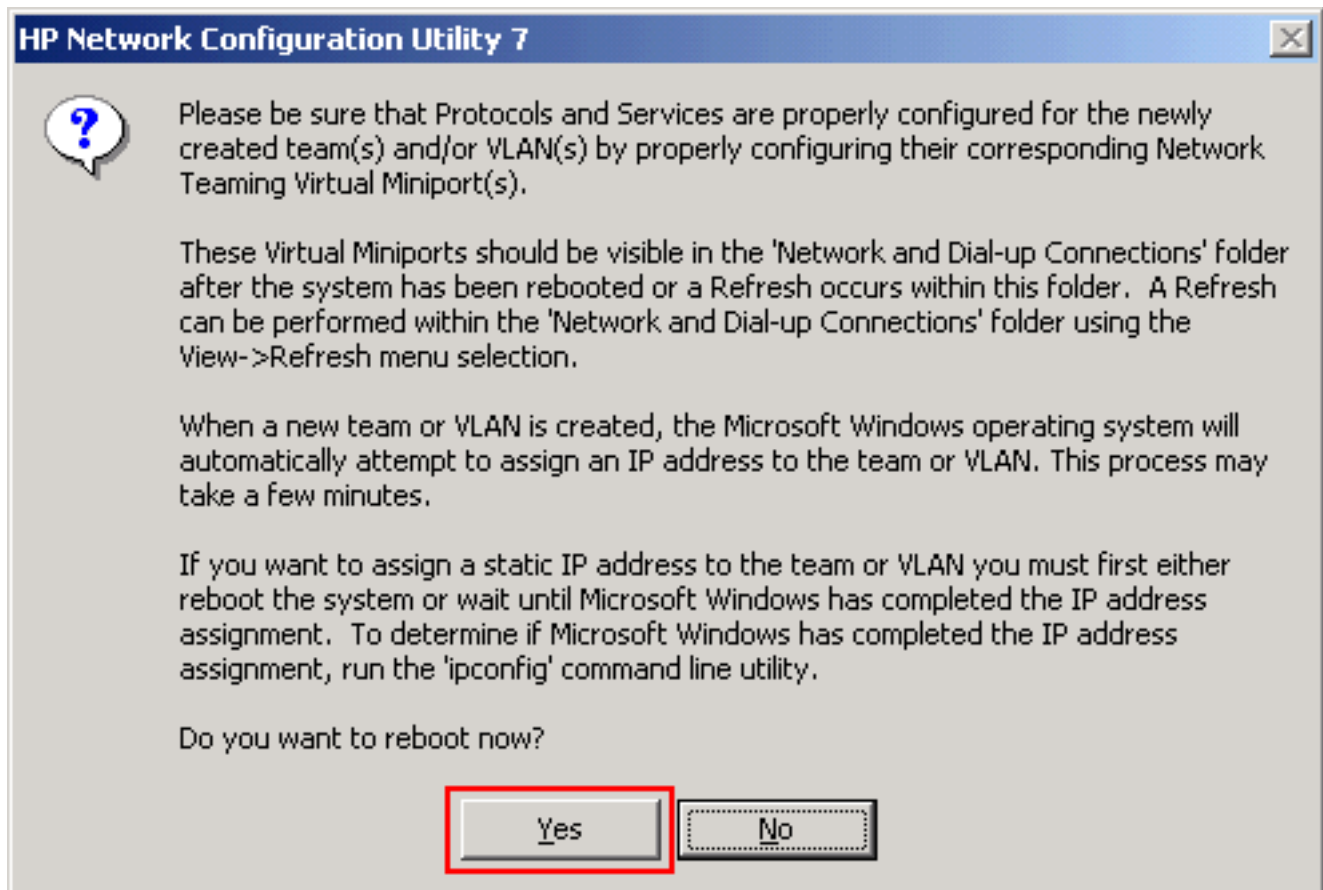 HP Network Configuration Utility 7
?
Please be sure that Protocols and Services are properly configured for the newly
created team(s) and/or VLAN(s) by properly configuring their corresponding Network
Teaming Virtual Miniport(s).
These Virtual Miniports should be visible in the 'Network and Dial-up Connections' folder
after the system has been rebooted or a Refresh occurs within this folder.  A Refresh
can be performed within the 'Network and Dial-up Connections' folder using the
View->Refresh menu selection.
When a new team or VLAN is created, the Microsoft Windows operating system will
automatically attempt to assign an IP address to the team or VLAN. This process may
take a few minutes.
If you want to assign a static IP address to the team or VLAN you must first either
reboot the system or wait until Microsoft Windows has completed the IP address
assignment.  To determine if Microsoft Windows has completed the IP address
assignment, run the 'ipconfig' command line utility.
Do you want to reboot now?
Yes
No